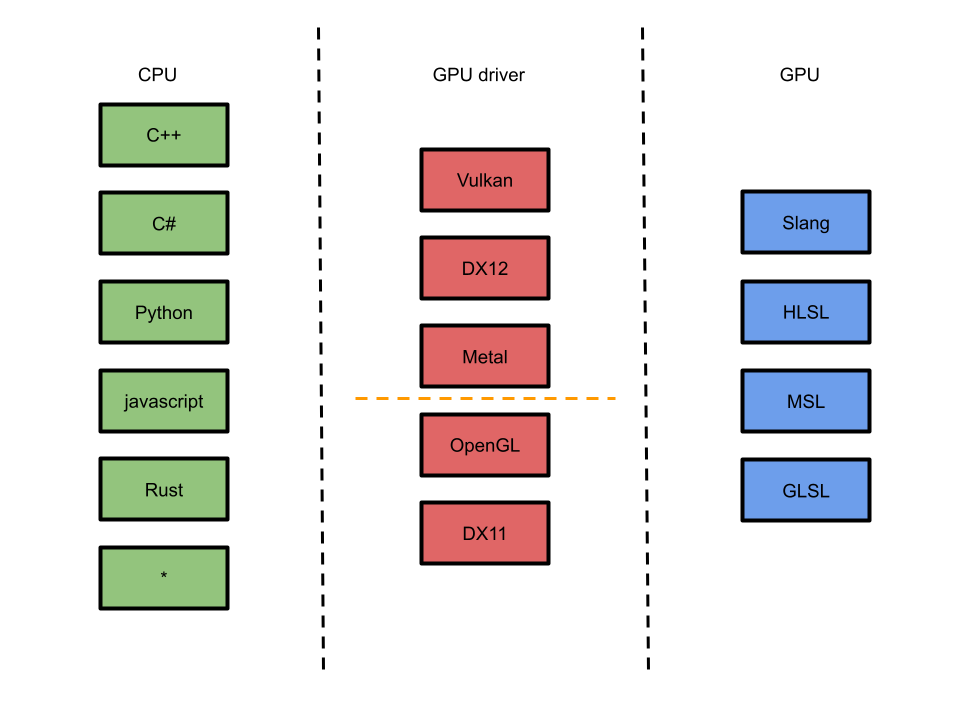 CPU
C++
C#
Python
javascript
Rust
*
GPU driver
Vulkan
DX12
Metal
OpenGL
DX11
GPU
Slang
HLSL
MSL
GLSL